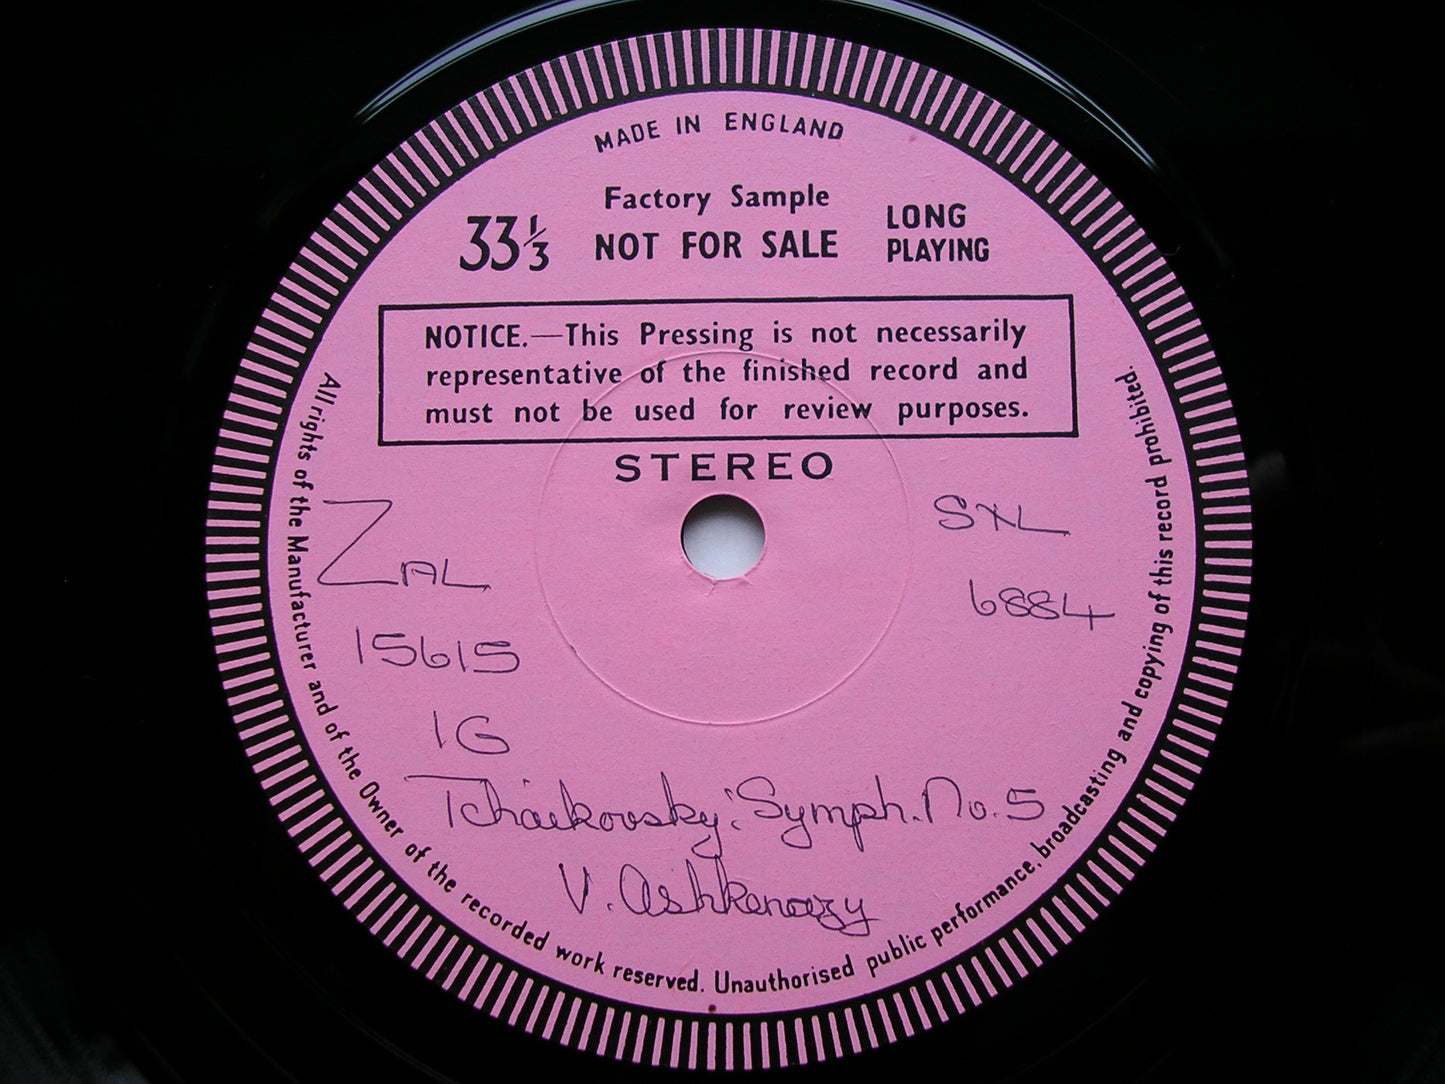 MADE IN ENGLAND
Factory Sample
33⅓ NOT FOR SALE LONG PLAYING
NOTICE.—This Pressing is not necessarily
representative of the finished record and
must not be used for review purposes.
STEREO
ZAL
15615
1G
SXL
6884
Tchaikovsky: Symph. No. 5
V. Ashkenazy
All rights of the Manufacturer and of the Owner of the recorded work reserved. Unauthorised public performance, broadcasting and copying of this record prohibited.